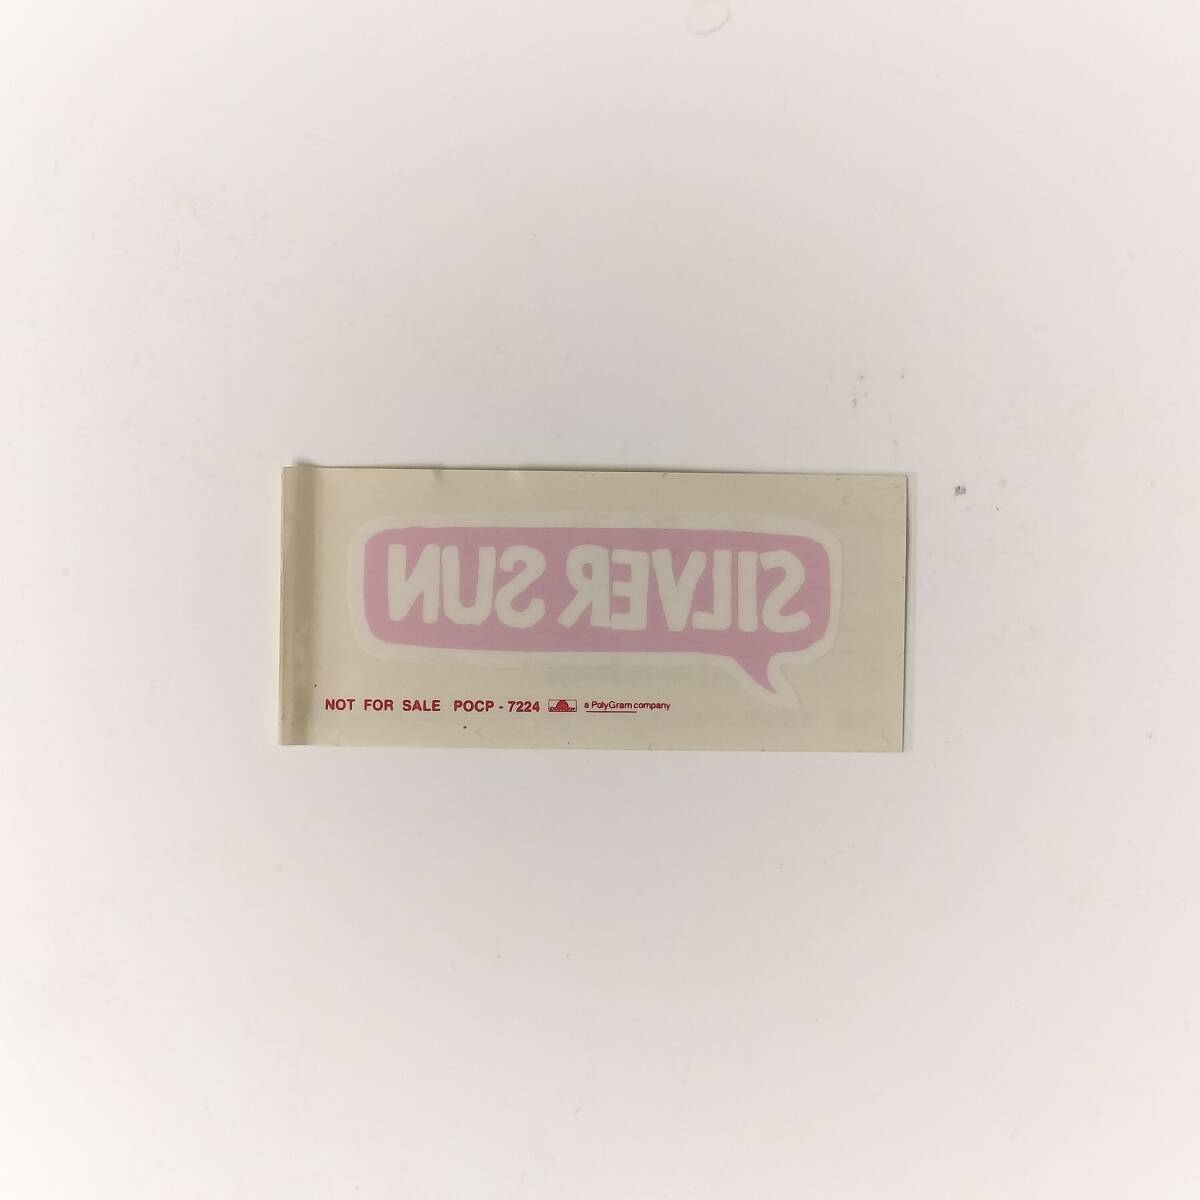 SILVER SUN
NOT FOR SALE POCP - 7224 a PolyGram company